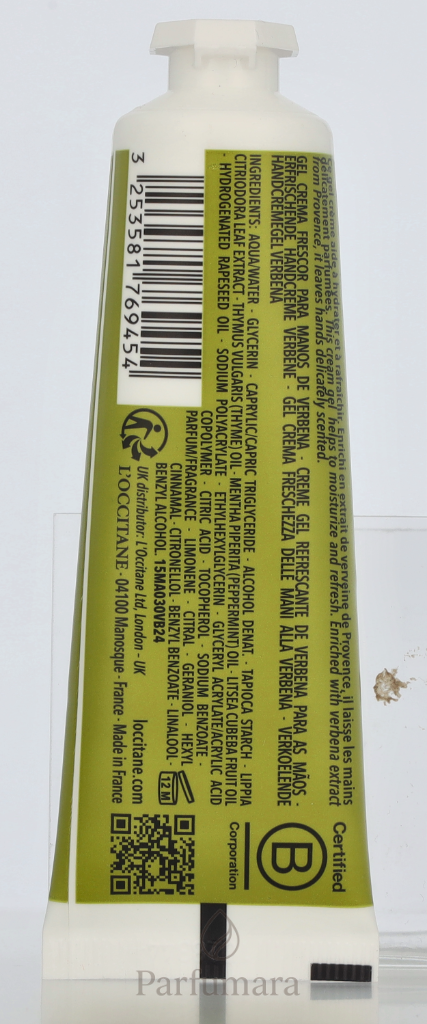 Ce gel crème aide à hydrater et à rafraîchir. Enrichi en extrait de verveine de Provence, il laisse les mains
délicatement parfumées. This cream gel helps to moisturize and refresh. Enriched with verbena extract
from Provence, it leaves hands delicately scented.
GEL CREMA FRESCOR PARA MANOS DE VERBENA · CREME GEL REFRESCANTE DE VERBENA PARA AS MÃOS ·
ERFRISCHENDE HANDCREME VERBENE · GEL CREMA FRESCHEZZA DELLE MANI ALLA VERBENA · VERKOELENDE
HANDCREMEGEL VERBENA
INGREDIENTS: AQUA/WATER · GLYCERIN · CAPRYLIC/CAPRIC TRIGLYCERIDE · ALCOHOL DENAT. · TAPIOCA STARCH · LIPPIA
CITRIODORA LEAF EXTRACT · THYMUS VULGARIS (THYME) OIL · MENTHA PIPERITA (PEPPERMINT) OIL · LITSEA CUBEBA FRUIT OIL
· HYDROGENATED RAPESEED OIL · SODIUM POLYACRYLATE · ETHYLHEXYLGLYCERIN · GLYCERYL ACRYLATE/ACRYLIC ACID
COPOLYMER · CITRIC ACID · TOCOPHEROL · SODIUM BENZOATE ·
PARFUM/FRAGRANCE · LIMONENE · CITRAL · GERANIOL · HEXYL
CINNAMAL · CITRONELLOL · BENZYL BENZOATE · LINALOOL ·
BENZYL ALCOHOL 15MA030VB24
12 M
UK distributor: L'Occitane Ltd, London - UK
loccitane.com
L'OCCITANE · 04100 Manosque - France · Made in France
3 253581 769454
Certified
B
Corporation
Parfumara